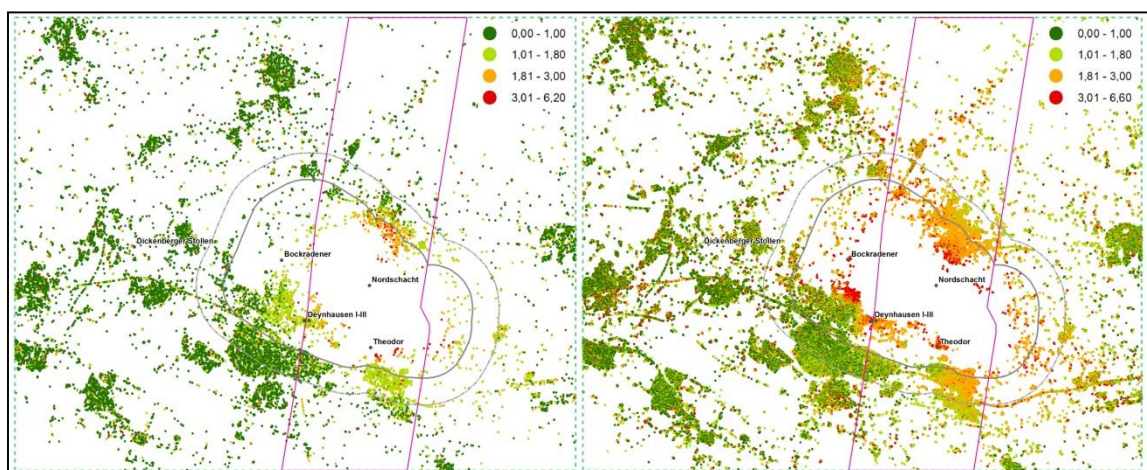 0,00 - 1,00
1,01 - 1,80
1,81 - 3,00
3,01 - 6,20
Dickenberger Stollen
Bockradener
Nordschacht
Oeynhausen I-III
Theodor
0,00 - 1,00
1,01 - 1,80
1,81 - 3,00
3,01 - 6,60
Dickenberger Stollen
Bockradener
Nordschacht
Oeynhausen I-III
Theodor